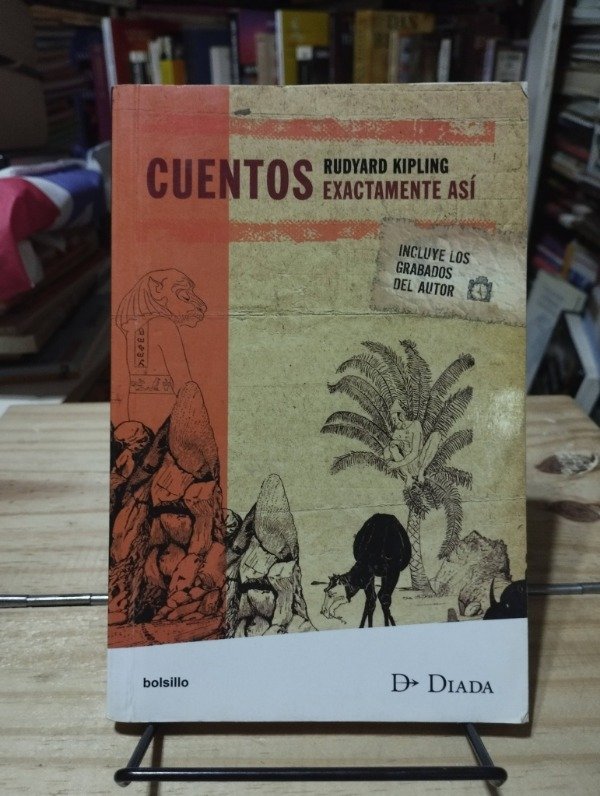 CUENTOS
RUDYARD KIPLING
EXACTAMENTE ASÍ
INCLUYE LOS
GRABADOS
DEL AUTOR
bolsillo
DIADA